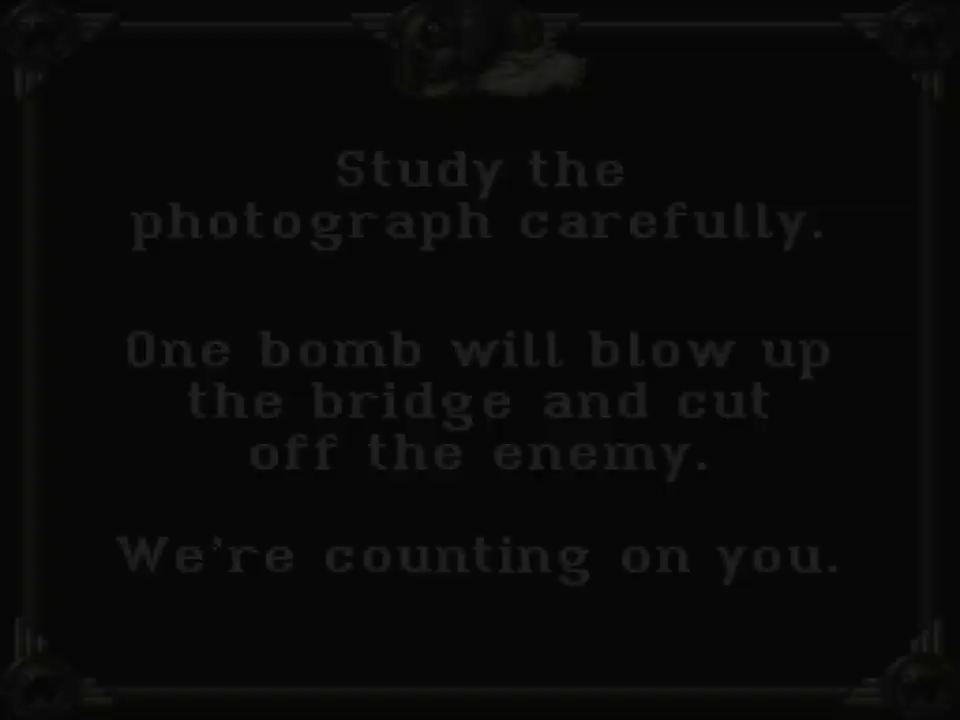 Study the
photograph carefully.
One bomb will blow up
the bridge and cut
off the enemy.
We're counting on you.